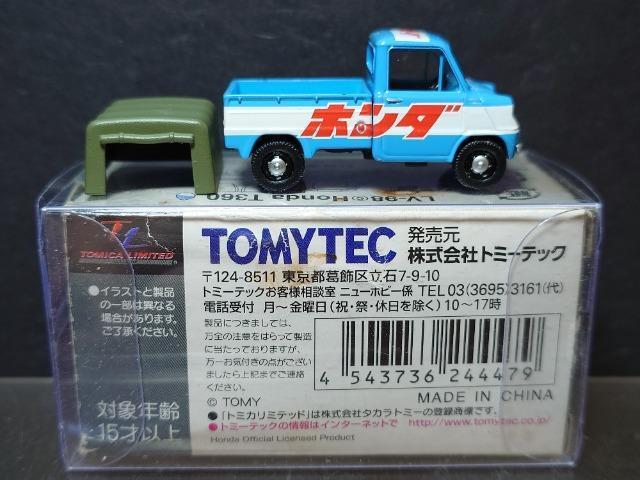 ホンダ
LV-98 Honda T360
TOMICA LIMITED
TOMYTEC
発売元
株式会社トミーテック
〒124-8511 東京都葛飾区立石7-9-10
トミーテックお客様相談室 ニューホビー係 TEL03(3695)3161(代)
電話受付 月〜金曜日(祝・祭・休日を除く)10〜17時
●イラストと製品
の一部は異なる
場合があります。
ご了承ください。
製品につきましては、
万全の注意をはらって製造
に当たっておりますが、
万一お気付きの点がござい
ましたら上記までご連絡
ください。
4 543736 244479
© TOMY
MADE IN CHINA
対象年齢
15才以上
●「トミカリミテッド」は株式会社タカラトミーの登録商標です。
●トミーテックの情報はインターネットで http://www.tomytec.co.jp/
Honda Official Licensed Product